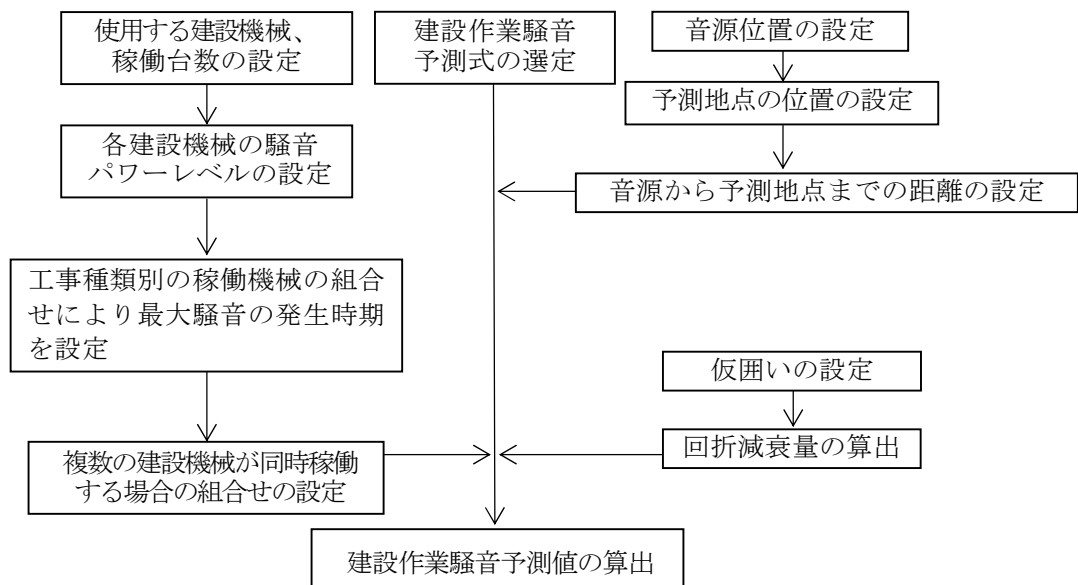 使用する建設機械、
稼働台数の設定
建設作業騒音
予測式の選定
音源位置の設定
予測地点の位置の設定
各建設機械の騒音
パワーレベルの設定
音源から予測地点までの距離の設定
工事種類別の稼働機械の組合
せにより最大騒音の発生時期
を設定
仮囲いの設定
回折減衰量の算出
複数の建設機械が同時稼働
する場合の組合せの設定
建設作業騒音予測値の算出